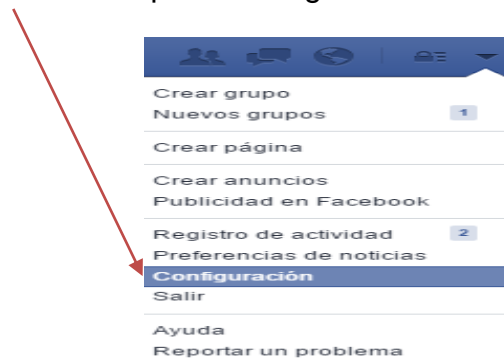 Crear grupo
Nuevos grupos 1
Crear página
Crear anuncios
Publicidad en Facebook
Registro de actividad 2
Preferencias de noticias
Configuración
Salir
Ayuda
Reportar un problema